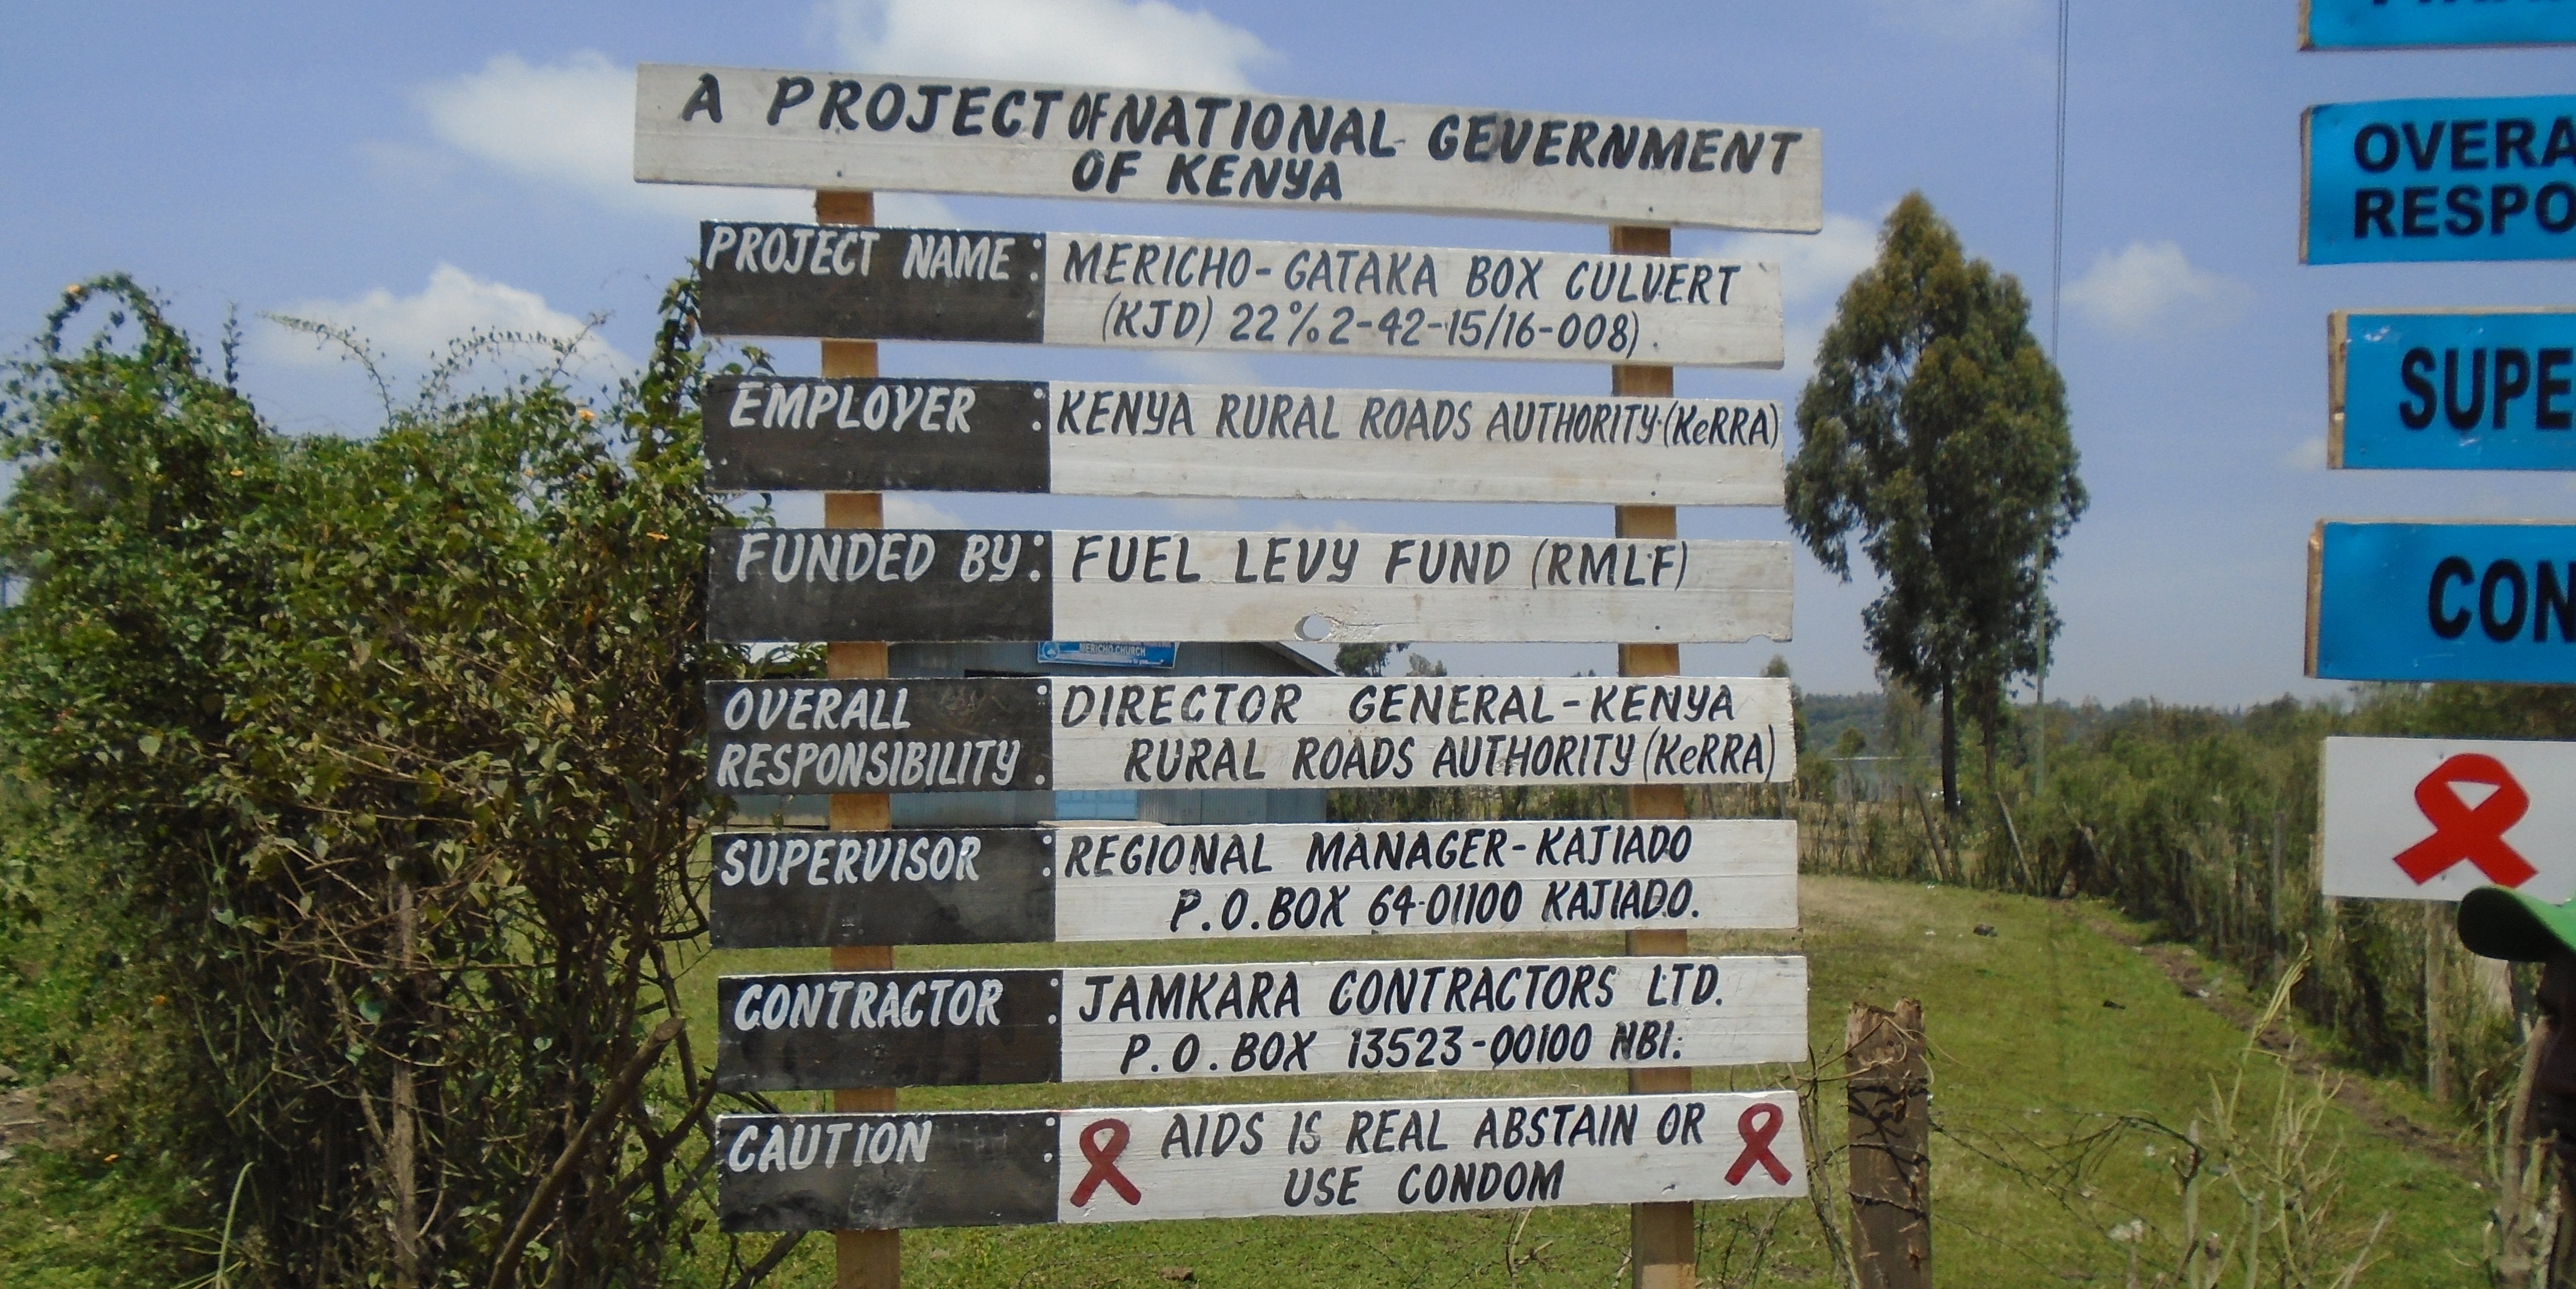 A PROJECT OF NATIONAL GEVERNMENT
OF KENYA
PROJECT NAME : MERICHO-GATAKA BOX CULVERT
(KJD) 22%2-42-15/16-008).
EMPLOYER : KENYA RURAL ROADS AUTHORITY (KeRRA)
FUNDED BY : FUEL LEVY FUND (RMLF)
MERICHO CHURCH
OVERALL
RESPONSIBILITY : DIRECTOR GENERAL-KENYA
RURAL ROADS AUTHORITY (KeRRA)
SUPERVISOR : REGIONAL MANAGER-KAJIADO
P.O.BOX 64-01100 KAJIADO.
CONTRACTOR : JAMKARA CONTRACTORS LTD.
P.O.BOX 13523-00100 NBI.
CAUTION : AIDS IS REAL ABSTAIN OR
USE CONDOM
OVERA
RESPO
SUPE
CON